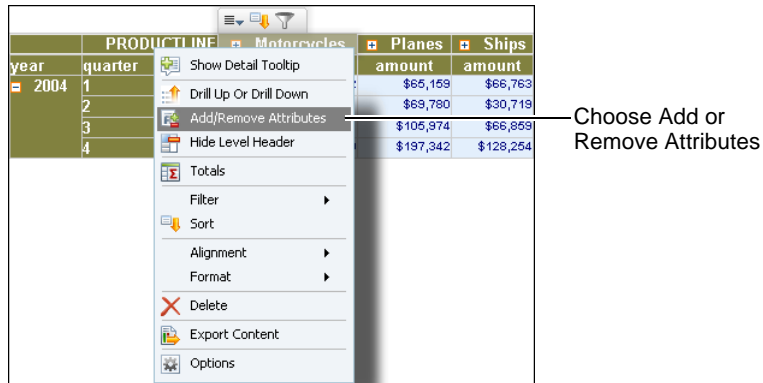 PRODUCTLINE Motorcycles Planes Ships
year quarter amount amount
2004 1 $65,159 $66,763
2 $69,780 $30,719
3 $105,974 $66,859
4 $197,342 $128,254
Show Detail Tooltip
Drill Up Or Drill Down
Add/Remove Attributes
Hide Level Header
Totals
Filter
Sort
Alignment
Format
Delete
Export Content
Options
Choose Add or
Remove Attributes